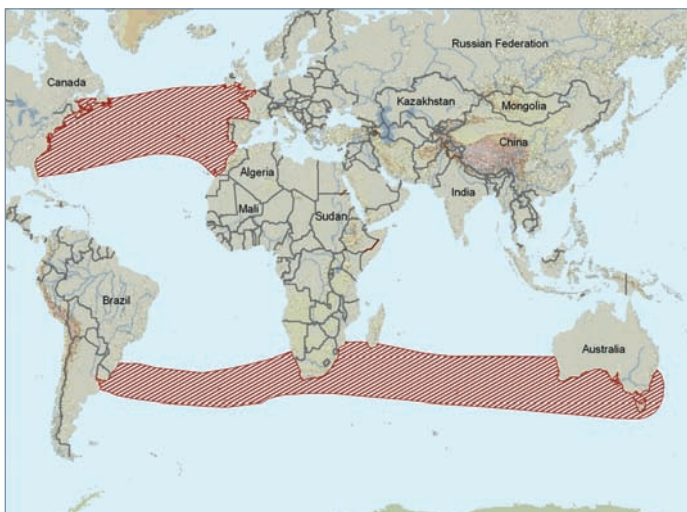 Russian Federation
Canada
Kazakhstan
Mongolia
China
Algeria
India
Mali
Sudan
Brazil
Australia